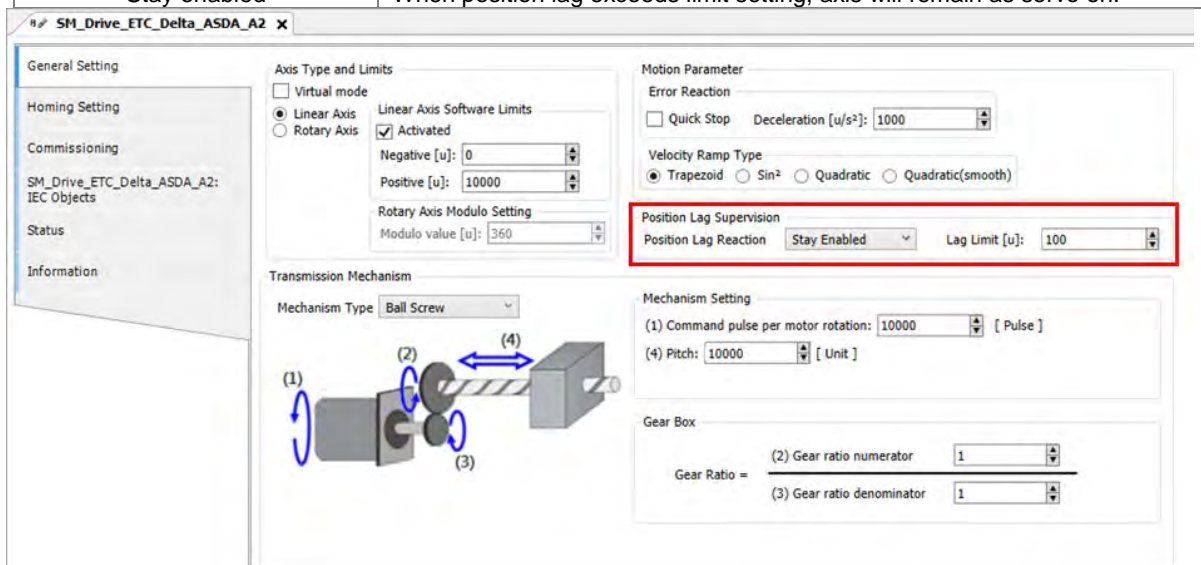 Stay enabled When position lag exceeds limit setting, axis will remain as servo on.
SM_Drive_ETC_Delta_ASDA_A2 x
General Setting
Homing Setting
Commissioning
SM_Drive_ETC_Delta_ASDA_A2:
IEC Objects
Status
Information
Axis Type and Limits
Virtual mode
Linear Axis
Rotary Axis
Linear Axis Software Limits
Activated
Negative [u]: 0
Positive [u]: 10000
Rotary Axis Modulo Setting
Modulo value [u]: 360
Motion Parameter
Error Reaction
Quick Stop Deceleration [u/s²]: 1000
Velocity Ramp Type
Trapezoid Sin² Quadratic Quadratic(smooth)
Position Lag Supervision
Position Lag Reaction Stay Enabled Lag Limit [u]: 100
Transmission Mechanism
Mechanism Type Ball Screw
(1)
(2)
(4)
(3)
Mechanism Setting
(1) Command pulse per motor rotation: 10000 [ Pulse ]
(4) Pitch: 10000 [ Unit ]
Gear Box
Gear Ratio =
(2) Gear ratio numerator 1
(3) Gear ratio denominator 1